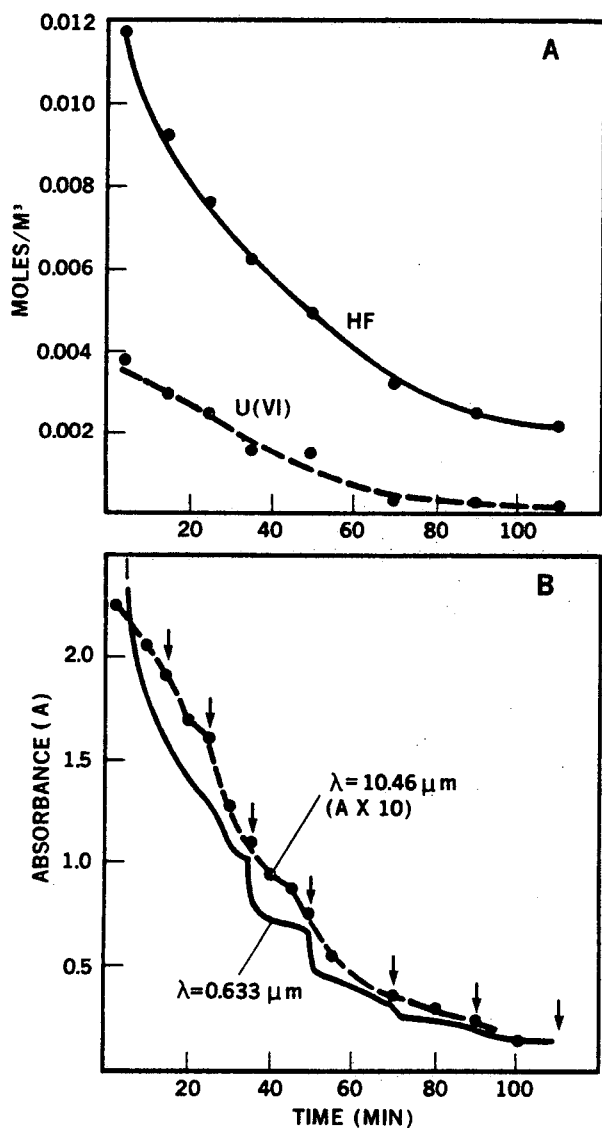 A
0.012
0.010
0.008
0.006
0.004
0.002
MOLES/M³
HF
U(VI)
20 40 60 80 100
B
2.0
1.5
1.0
0.5
ABSORBANCE (A)
λ=10.46 μm
(A X 10)
λ=0.633 μm
20 40 60 80 100
TIME (MIN)